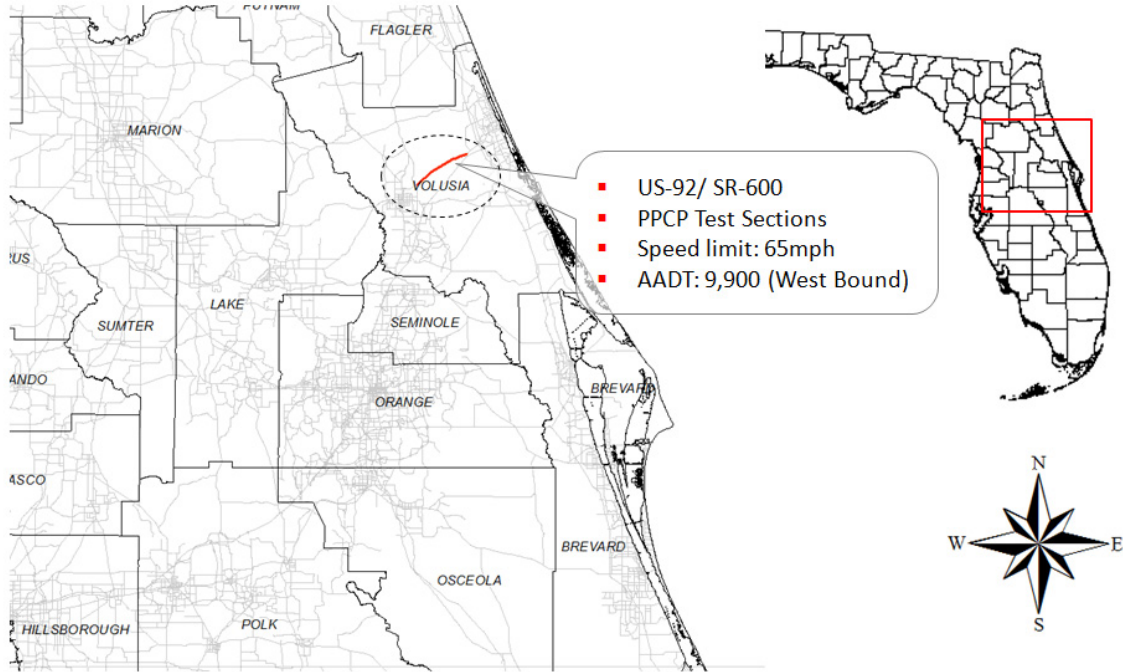 PUTNAM
FLAGLER
MARION
VOLUSIA
▪ US-92/ SR-600
▪ PPCP Test Sections
▪ Speed limit: 65mph
▪ AADT: 9,900 (West Bound)
RUS
LAKE
SUMTER
SEMINOLE
ANDO
BREVARD
ORANGE
ASCO
N
W
E
S
BREVARD
OSCEOLA
POLK
HILLSBOROUGH